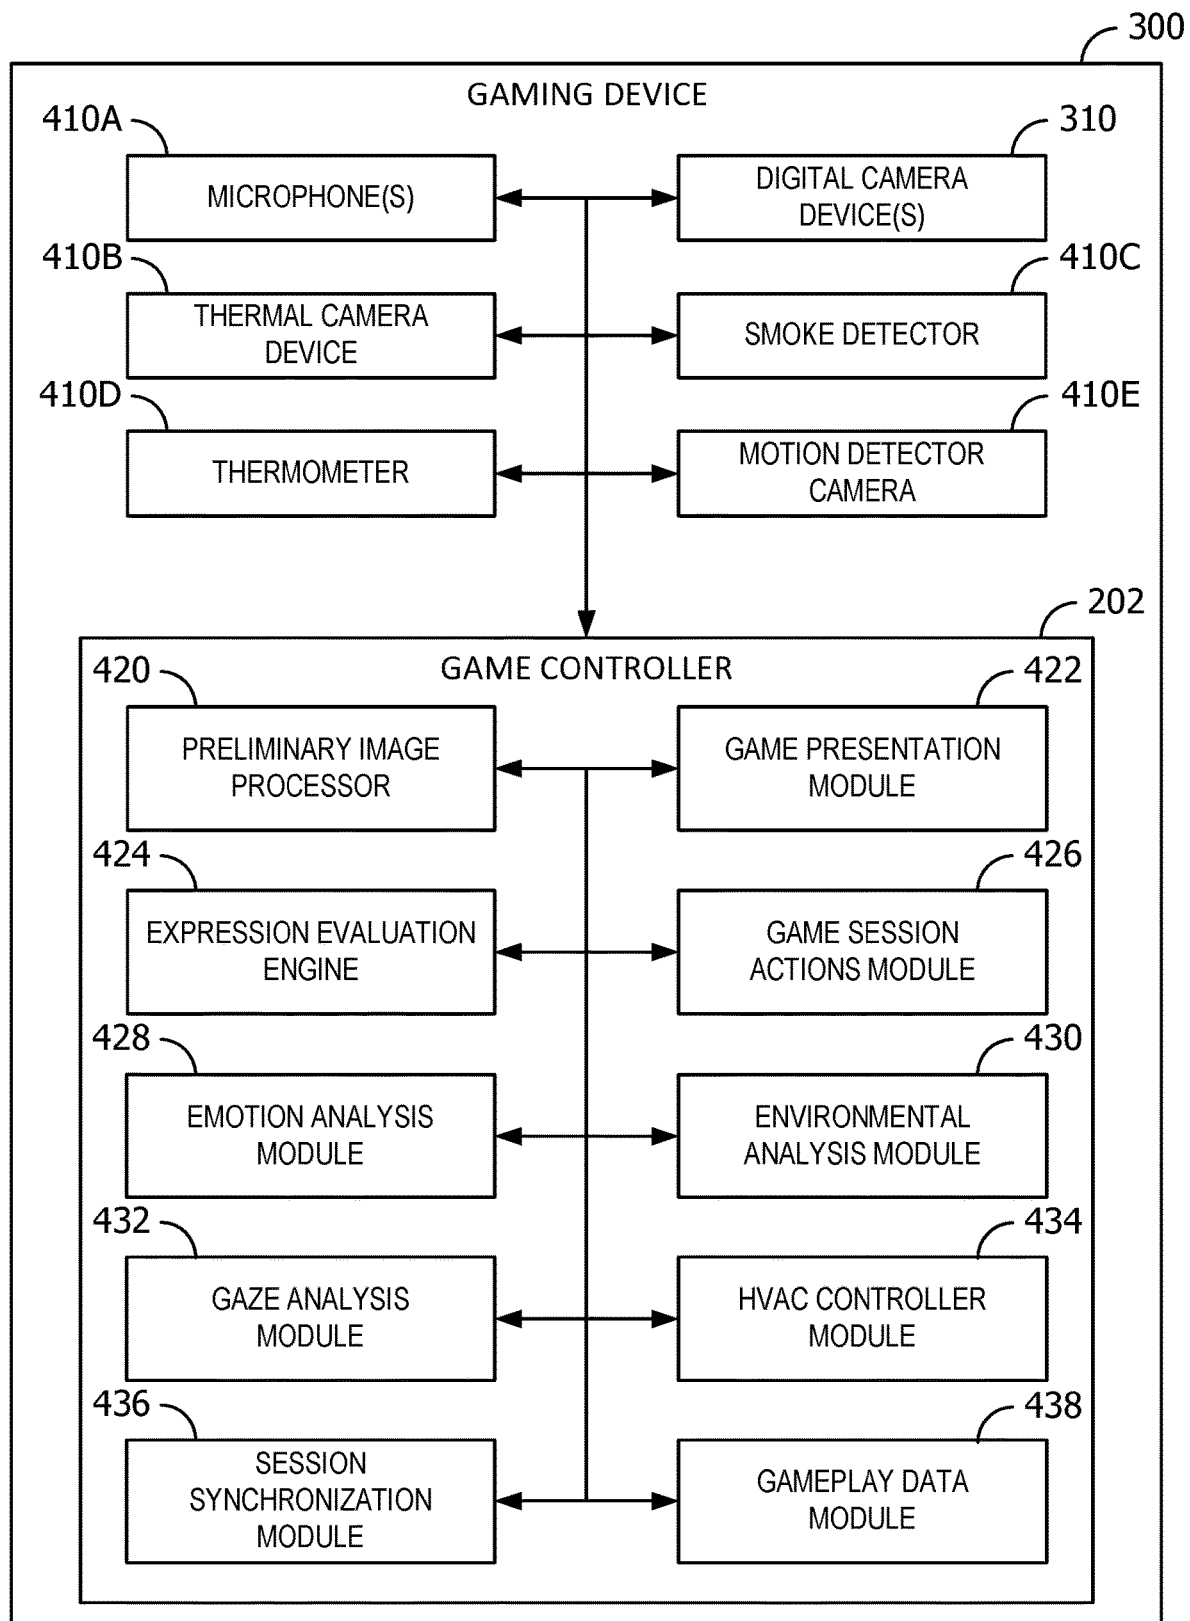 300
GAMING DEVICE
410A
310
MICROPHONE(S)
DIGITAL CAMERA
DEVICE(S)
410B
410C
THERMAL CAMERA
DEVICE
SMOKE DETECTOR
410D
410E
THERMOMETER
MOTION DETECTOR
CAMERA
202
GAME CONTROLLER
420
422
PRELIMINARY IMAGE
PROCESSOR
GAME PRESENTATION
MODULE
424
426
EXPRESSION EVALUATION
ENGINE
GAME SESSION
ACTIONS MODULE
428
430
EMOTION ANALYSIS
MODULE
ENVIRONMENTAL
ANALYSIS MODULE
432
434
GAZE ANALYSIS
MODULE
HVAC CONTROLLER
MODULE
436
438
SESSION
SYNCHRONIZATION
MODULE
GAMEPLAY DATA
MODULE